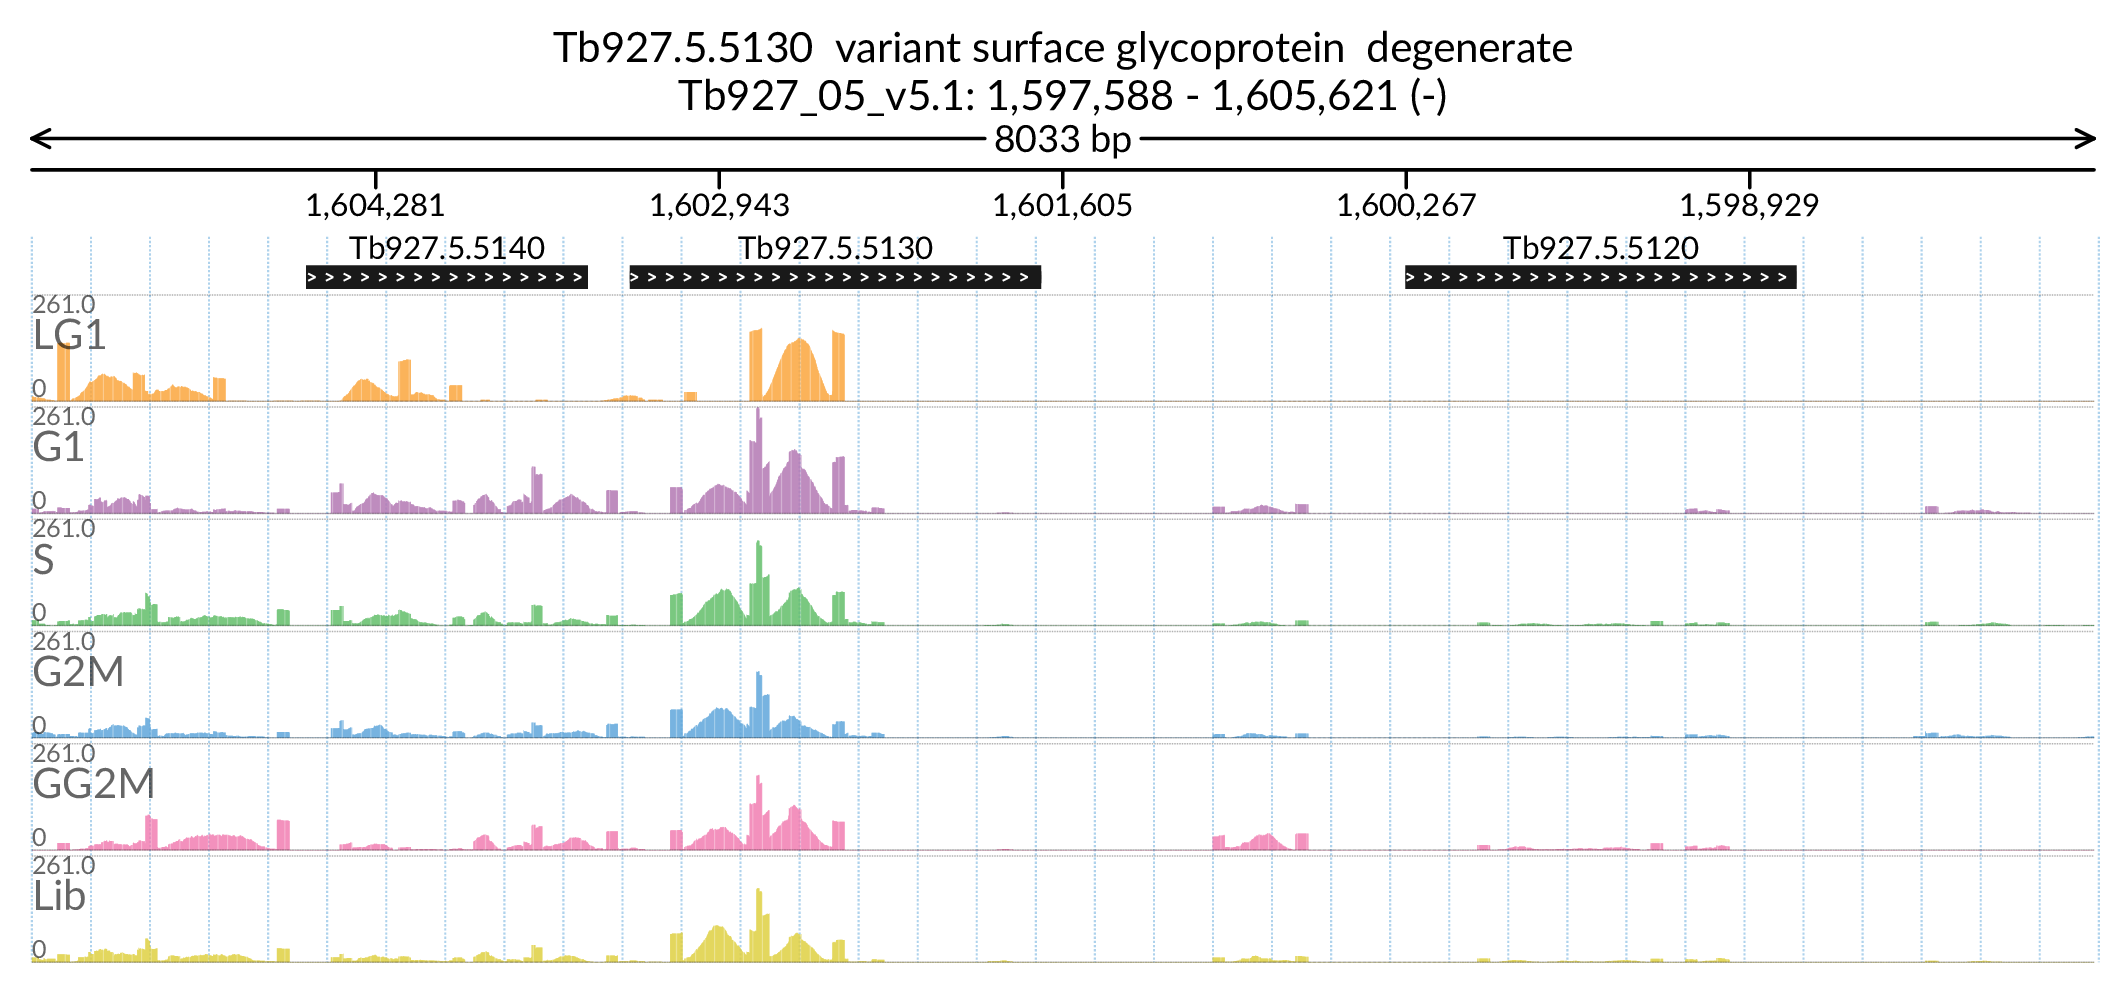 Tb927.5.5130 variant surface glycoprotein degenerate
Tb927_05_v5.1: 1,597,588 - 1,605,621 (-)
8033 bp
1,604,281 1,602,943 1,601,605 1,600,267 1,598,929
Tb927.5.5140 Tb927.5.5130 Tb927.5.5120
261.0
LG1
0
261.0
G1
0
261.0
S
0
261.0
G2M
0
261.0
GG2M
0
261.0
Lib
0